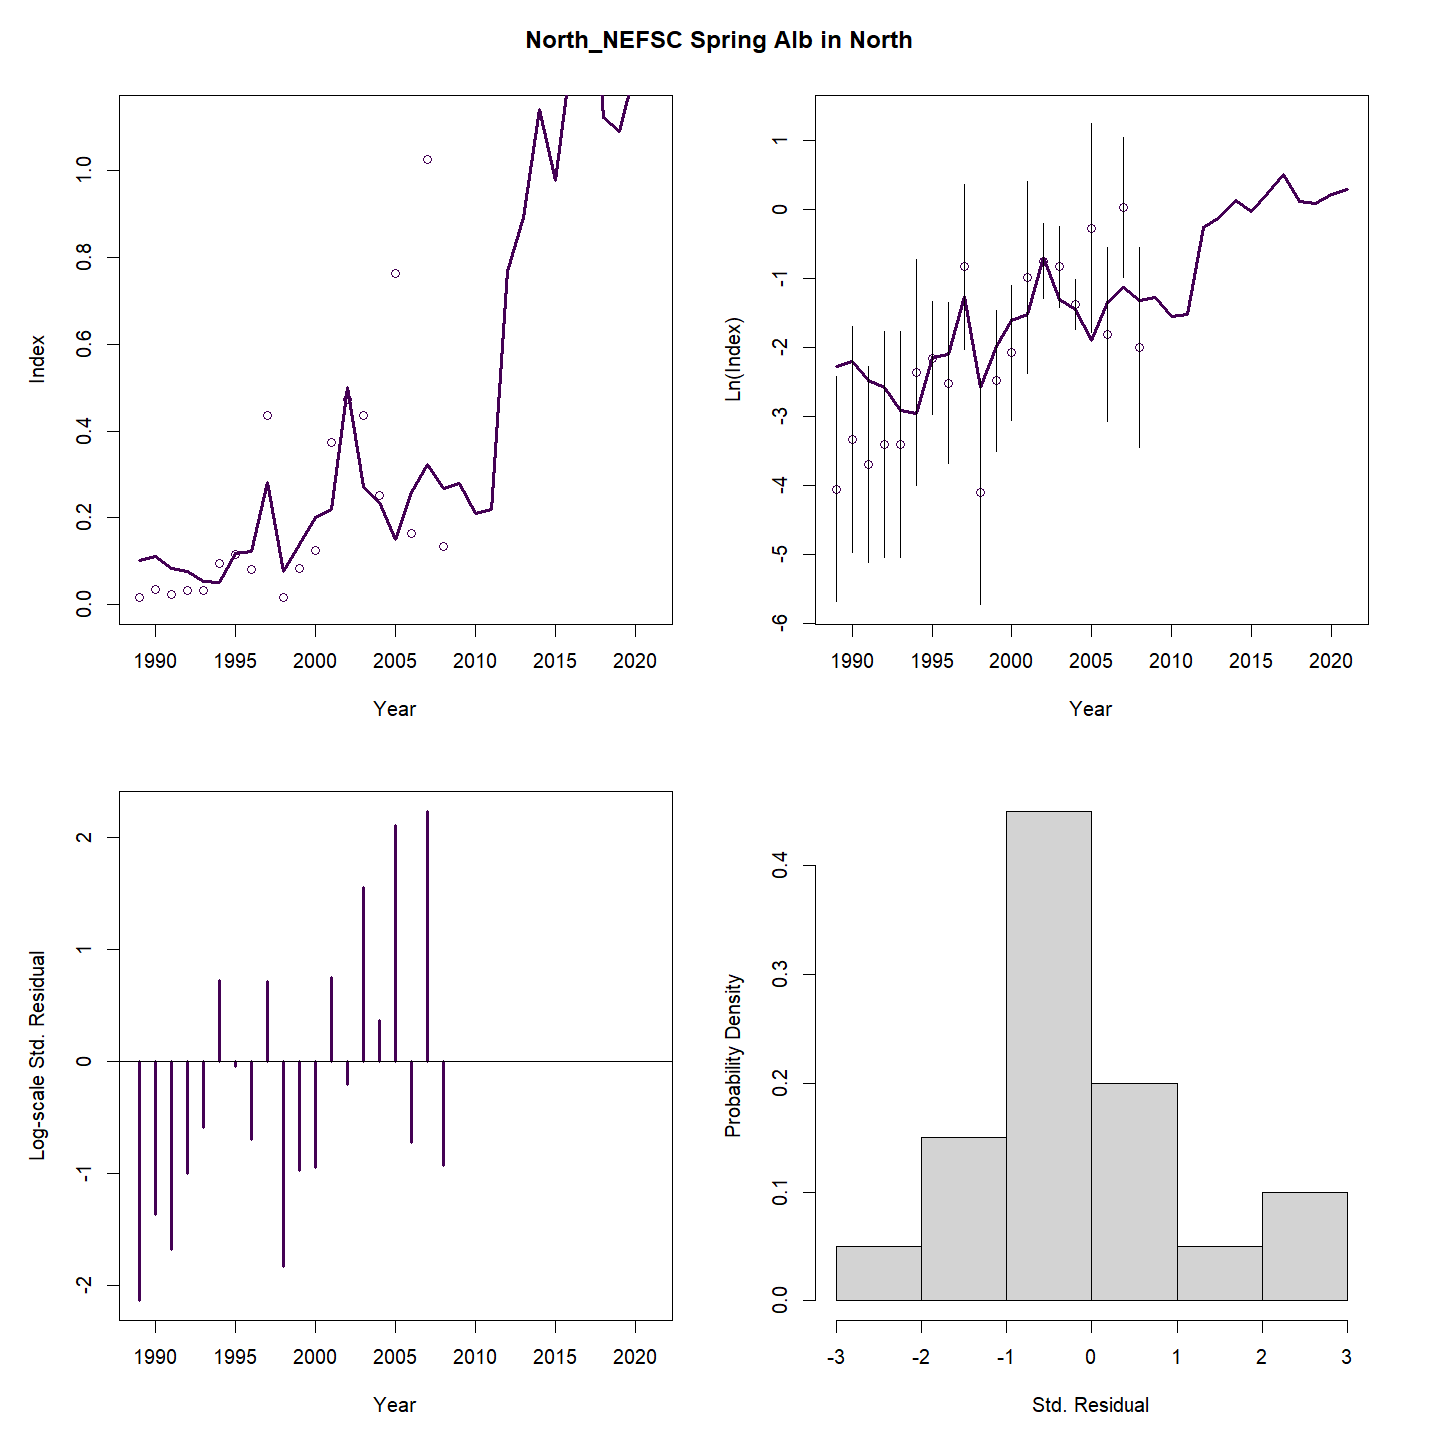 North_NEFSC Spring Alb in North
Index
0.0 0.2 0.4 0.6 0.8 1.0
1990 1995 2000 2005 2010 2015 2020
Year
Ln(Index)
-6 -5 -4 -3 -2 -1 0 1
1990 1995 2000 2005 2010 2015 2020
Year
Log-scale Std. Residual
-2 -1 0 1 2
1990 1995 2000 2005 2010 2015 2020
Year
Probability Density
0.0 0.1 0.2 0.3 0.4
-3 -2 -1 0 1 2 3
Std. Residual